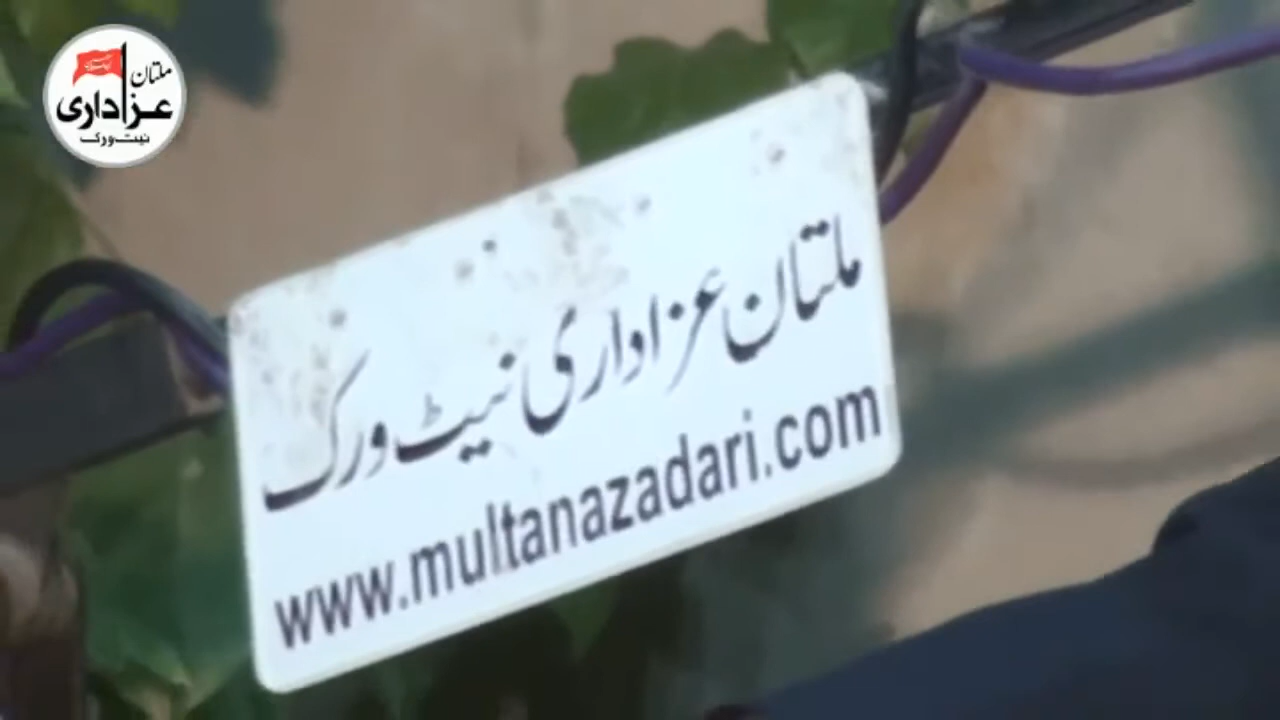 ملتان
عزاداری
نیٹ ورک
ملتان عزاداری نیٹ ورک
www.multanazadari.com